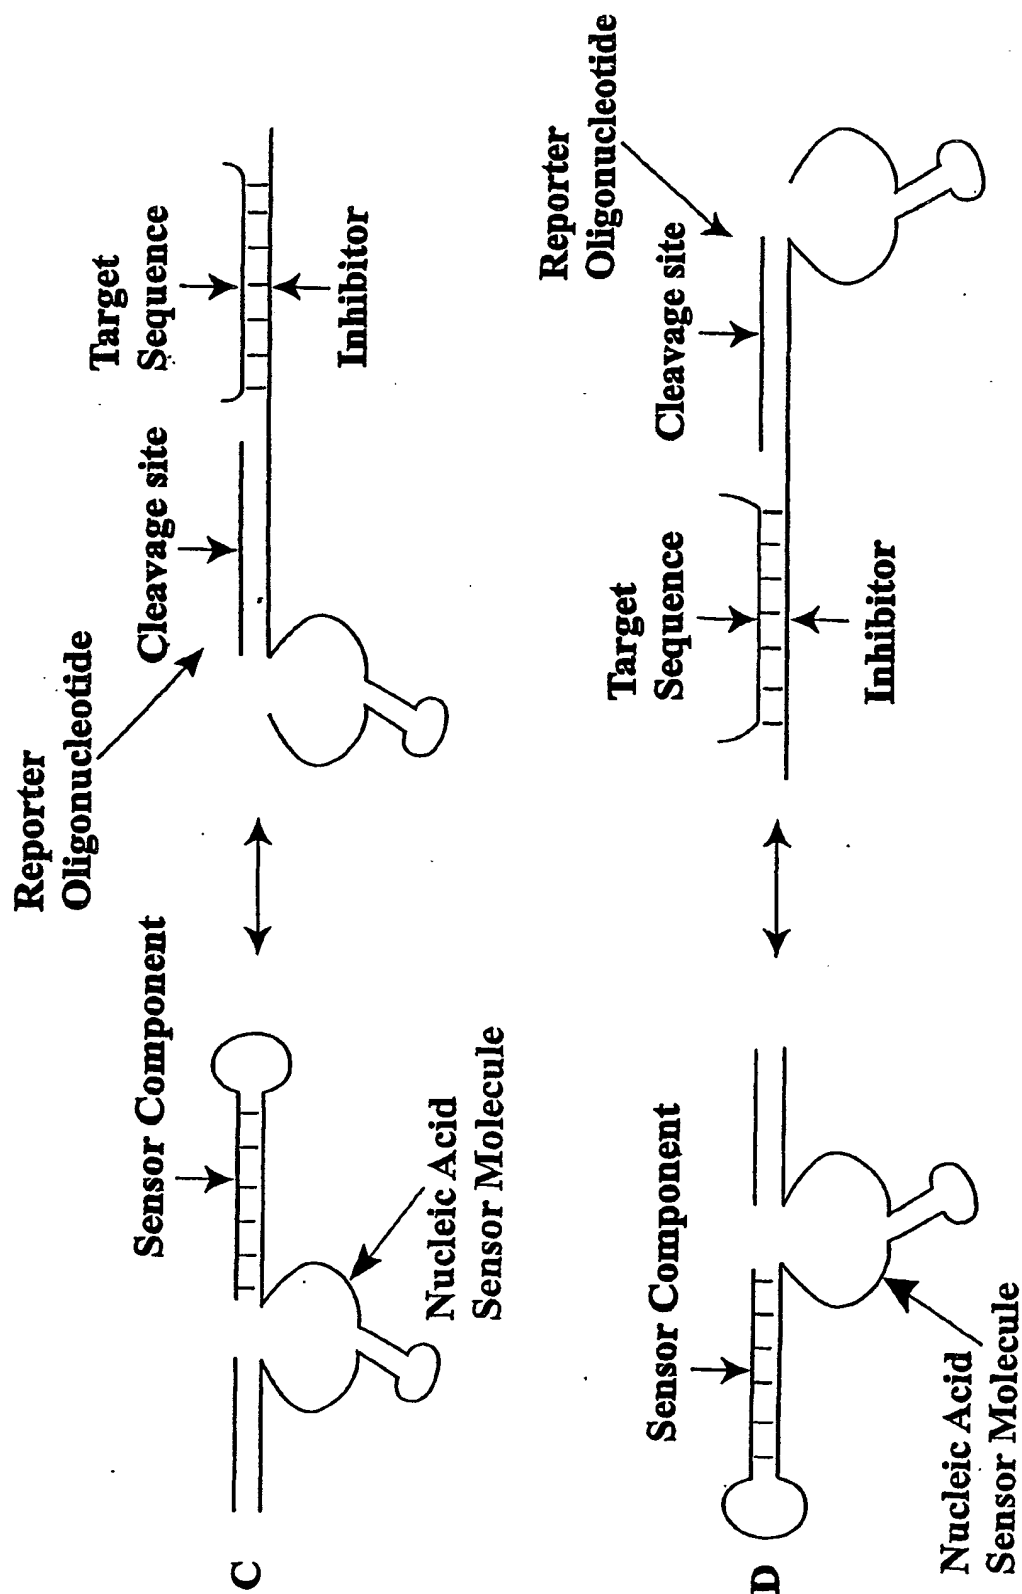 C
Sensor Component
Nucleic Acid
Sensor Molecule
Reporter
Oligonucleotide
Cleavage site
Target
Sequence
Inhibitor
D
Sensor Component
Nucleic Acid
Sensor Molecule
Target
Sequence
Inhibitor
Cleavage site
Reporter
Oligonucleotide